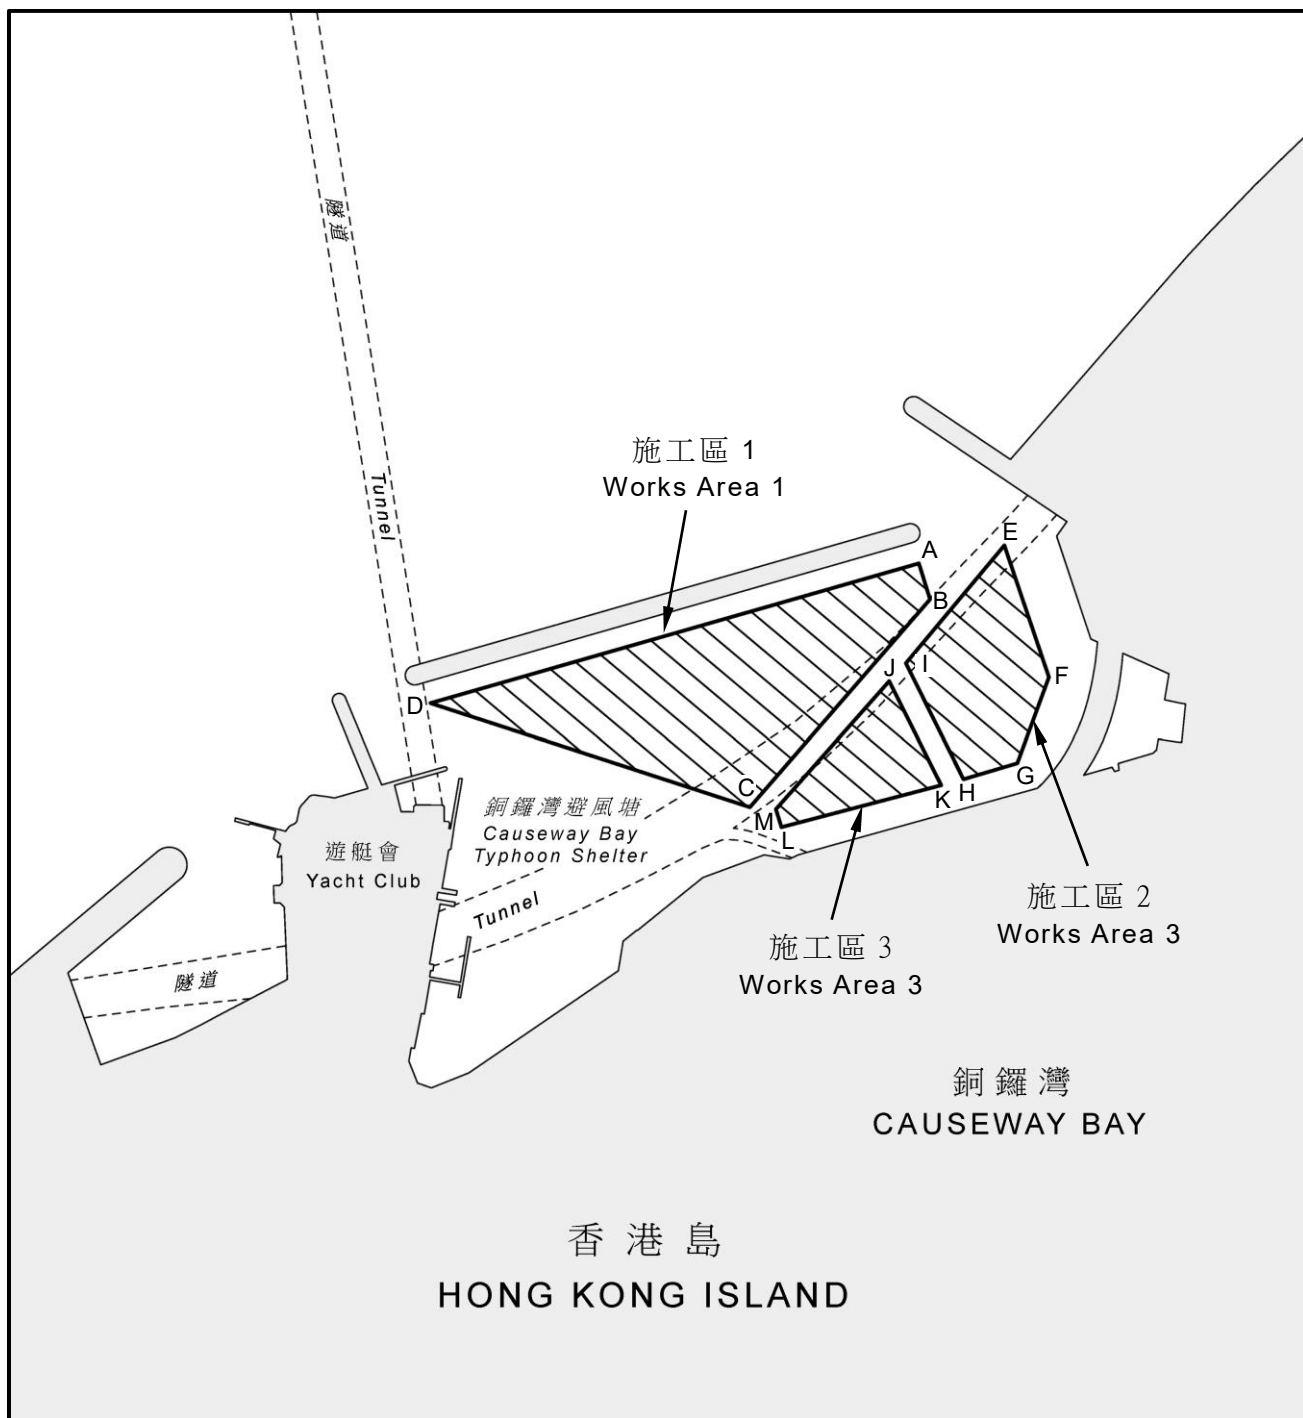 隧道
Tunnel
施工區 1
Works Area 1
A
B
C
D
E
F
G
H
I
J
K
L
M
銅鑼灣避風塘
Causeway Bay
Typhoon Shelter
遊艇會
Yacht Club
Tunnel
隧道
施工區 2
Works Area 3
施工區 3
Works Area 3
銅鑼灣
CAUSEWAY BAY
香港島
HONG KONG ISLAND